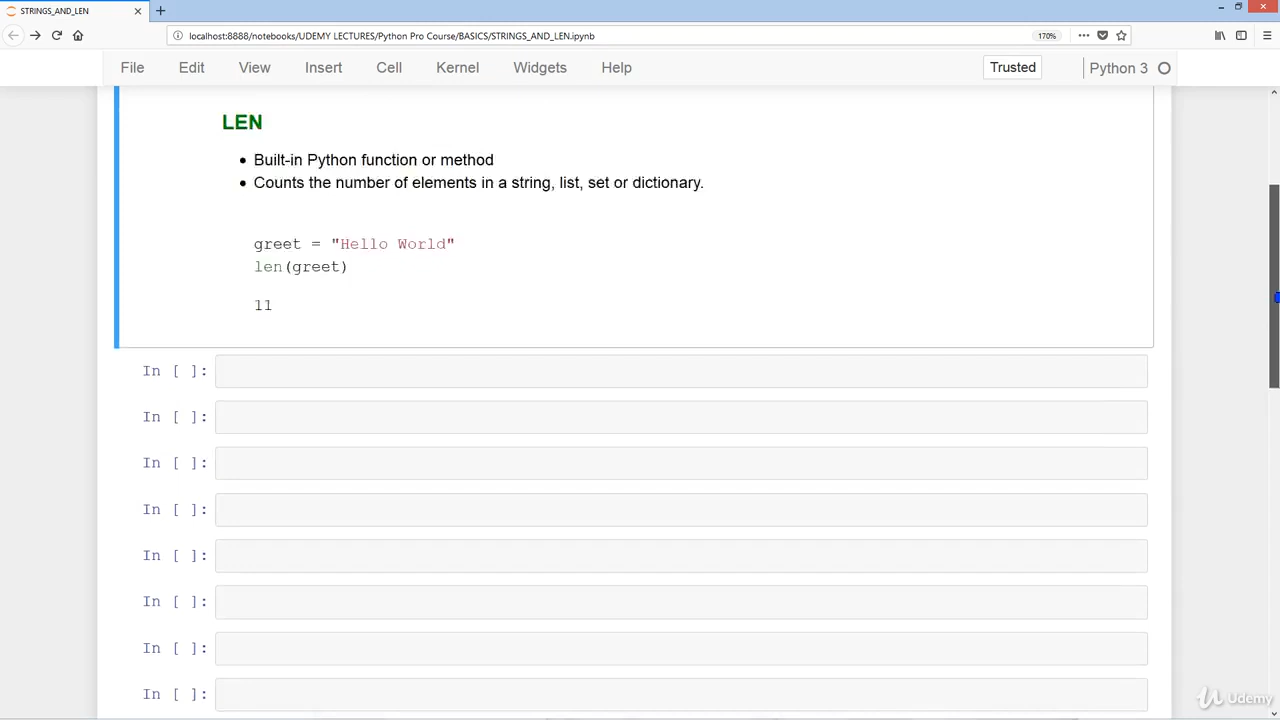 STRINGS_AND_LEN
localhost:8888/notebooks/UDEMY LECTURES/Python Pro Course/BASICS/STRINGS_AND_LEN.ipynb
170%
File Edit View Insert Cell Kernel Widgets Help
Trusted
Python 3
LEN
• Built-in Python function or method
• Counts the number of elements in a string, list, set or dictionary.
greet = "Hello World"
len(greet)
11
In [ ]:
In [ ]:
In [ ]:
In [ ]:
In [ ]:
In [ ]:
In [ ]:
In [ ]:
Udemy